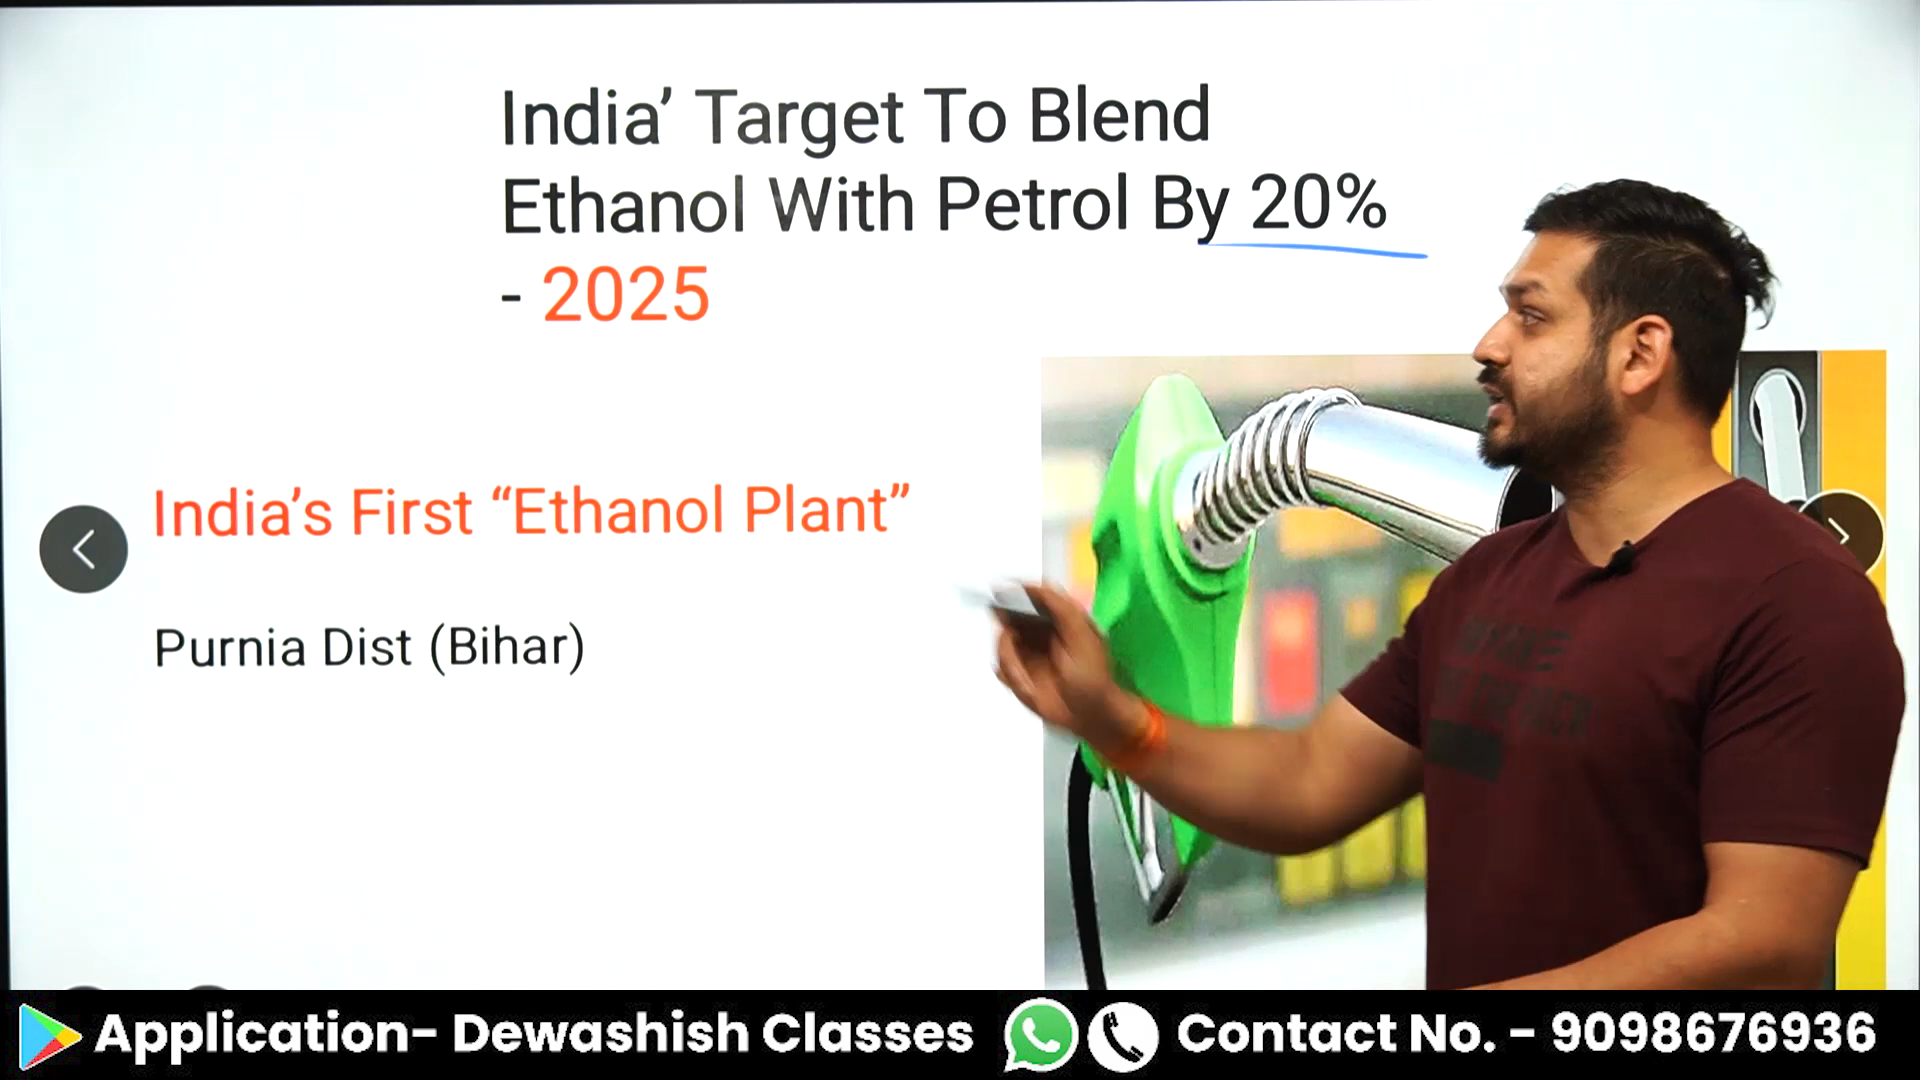 India’ Target To Blend
Ethanol With Petrol By 20%
- 2025
India’s First “Ethanol Plant”
Purnia Dist (Bihar)
Application- Dewashish Classes
Contact No. - 9098676936